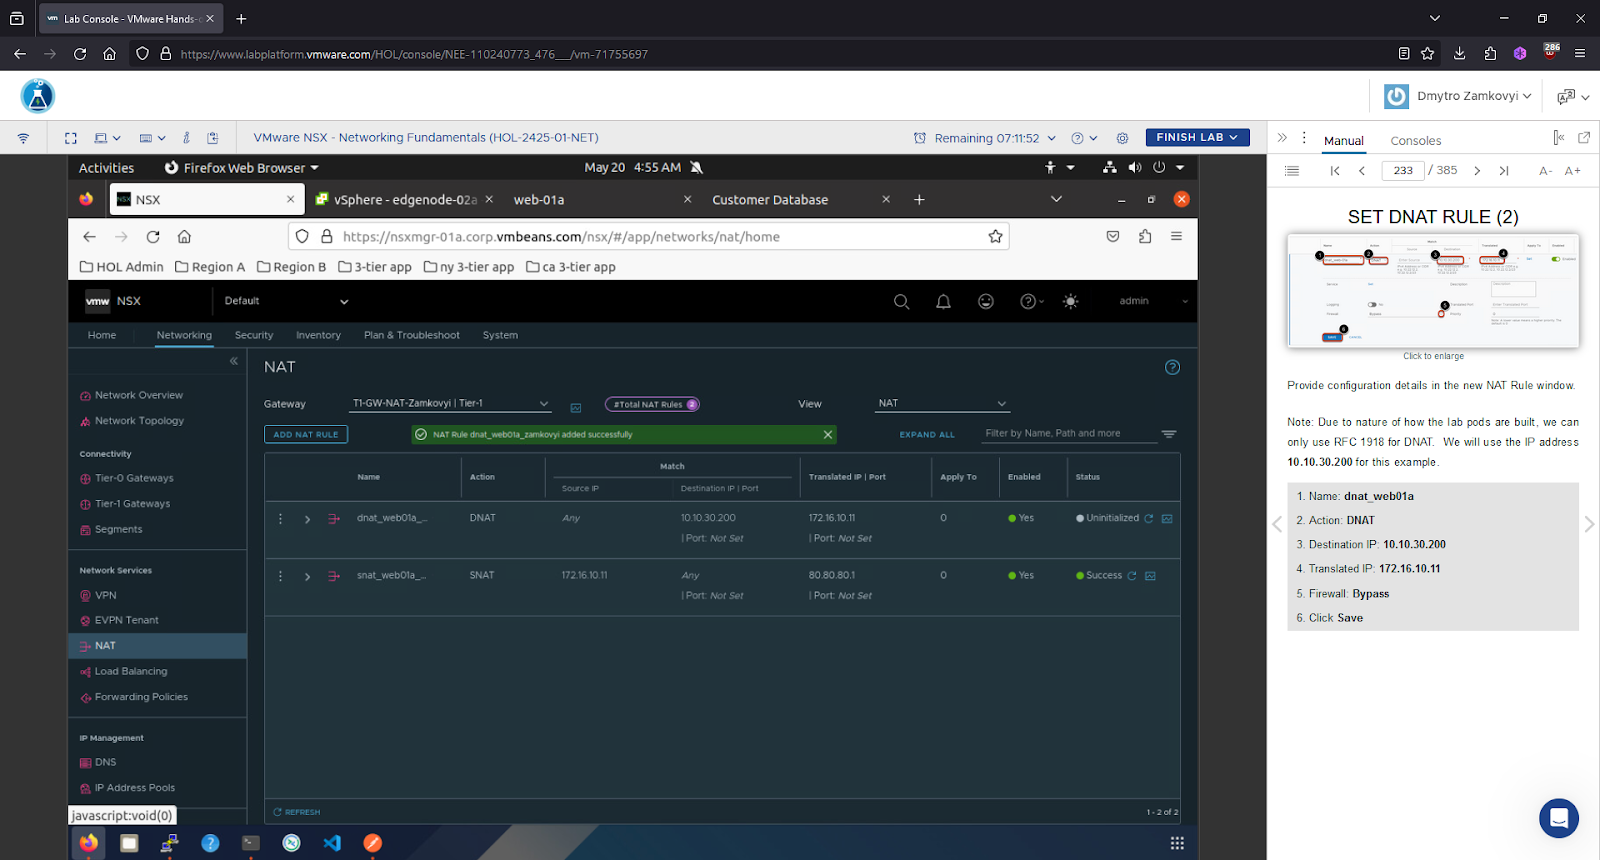 Lab Console - VMware Hands-o
https://www.labplatform.vmware.com/HOL/console/NEE-110240773_476___/vm-71755697
286
Dmytro Zamkovyi
VMware NSX - Networking Fundamentals (HOL-2425-01-NET)
Remaining 07:11:52
FINISH LAB
Manual
Consoles
233 / 385
A-
A+
Activities
Firefox Web Browser
May 20 4:55 AM
NSX
vSphere - edgenode-02a
web-01a
Customer Database
https://nsxmgr-01a.corp.vmbeans.com/nsx/#/app/networks/nat/home
HOL Admin
Region A
Region B
3-tier app
ny 3-tier app
ca 3-tier app
vmw NSX
Default
admin
Home
Networking
Security
Inventory
Plan & Troubleshoot
System
Network Overview
Network Topology
Connectivity
Tier-0 Gateways
Tier-1 Gateways
Segments
Network Services
VPN
EVPN Tenant
NAT
Load Balancing
Forwarding Policies
IP Management
DNS
IP Address Pools
javascript:void(0)
NAT
Gateway
T1-GW-NAT-Zamkovyi | Tier-1
#Total NAT Rules 2
View
NAT
ADD NAT RULE
NAT Rule dnat_web01a_zamkovyi added successfully
EXPAND ALL
Filter by Name, Path and more
Name
Action
Match
Source IP
Destination IP | Port
Translated IP | Port
Apply To
Enabled
Status
dnat_web01a_...
DNAT
Any
10.10.30.200
| Port: Not Set
172.16.10.11
| Port: Not Set
0
Yes
Uninitialized
snat_web01a_...
SNAT
172.16.10.11
Any
| Port: Not Set
80.80.80.1
| Port: Not Set
0
Yes
Success
REFRESH
1 - 2 of 2
SET DNAT RULE (2)
Click to enlarge
Provide configuration details in the new NAT Rule window.
Note: Due to nature of how the lab pods are built, we can
only use RFC 1918 for DNAT. We will use the IP address
10.10.30.200 for this example.
1. Name: dnat_web01a
2. Action: DNAT
3. Destination IP: 10.10.30.200
4. Translated IP: 172.16.10.11
5. Firewall: Bypass
6. Click Save